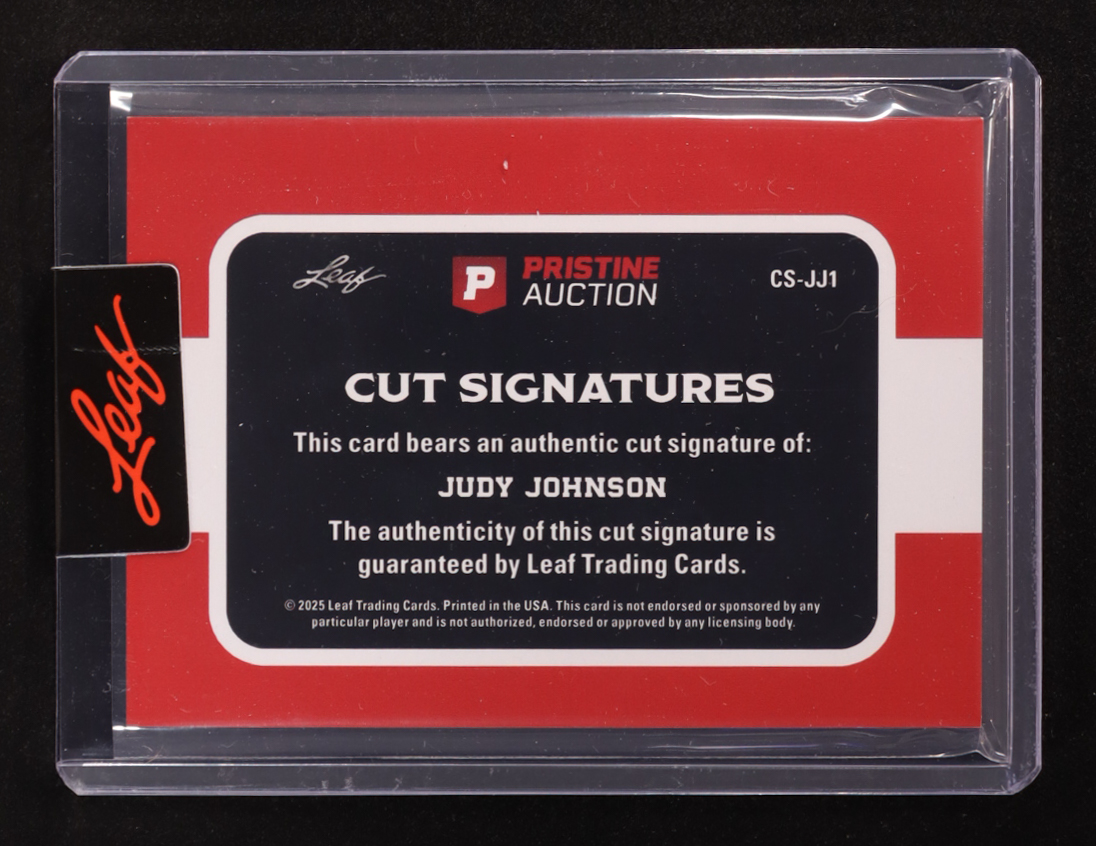 Leaf
P PRISTINE AUCTION
CS-JJ1
CUT SIGNATURES
This card bears an authentic cut signature of:
JUDY JOHNSON
The authenticity of this cut signature is
guaranteed by Leaf Trading Cards.
© 2025 Leaf Trading Cards. Printed in the USA. This card is not endorsed or sponsored by any
particular player and is not authorized, endorsed or approved by any licensing body.
Leaf